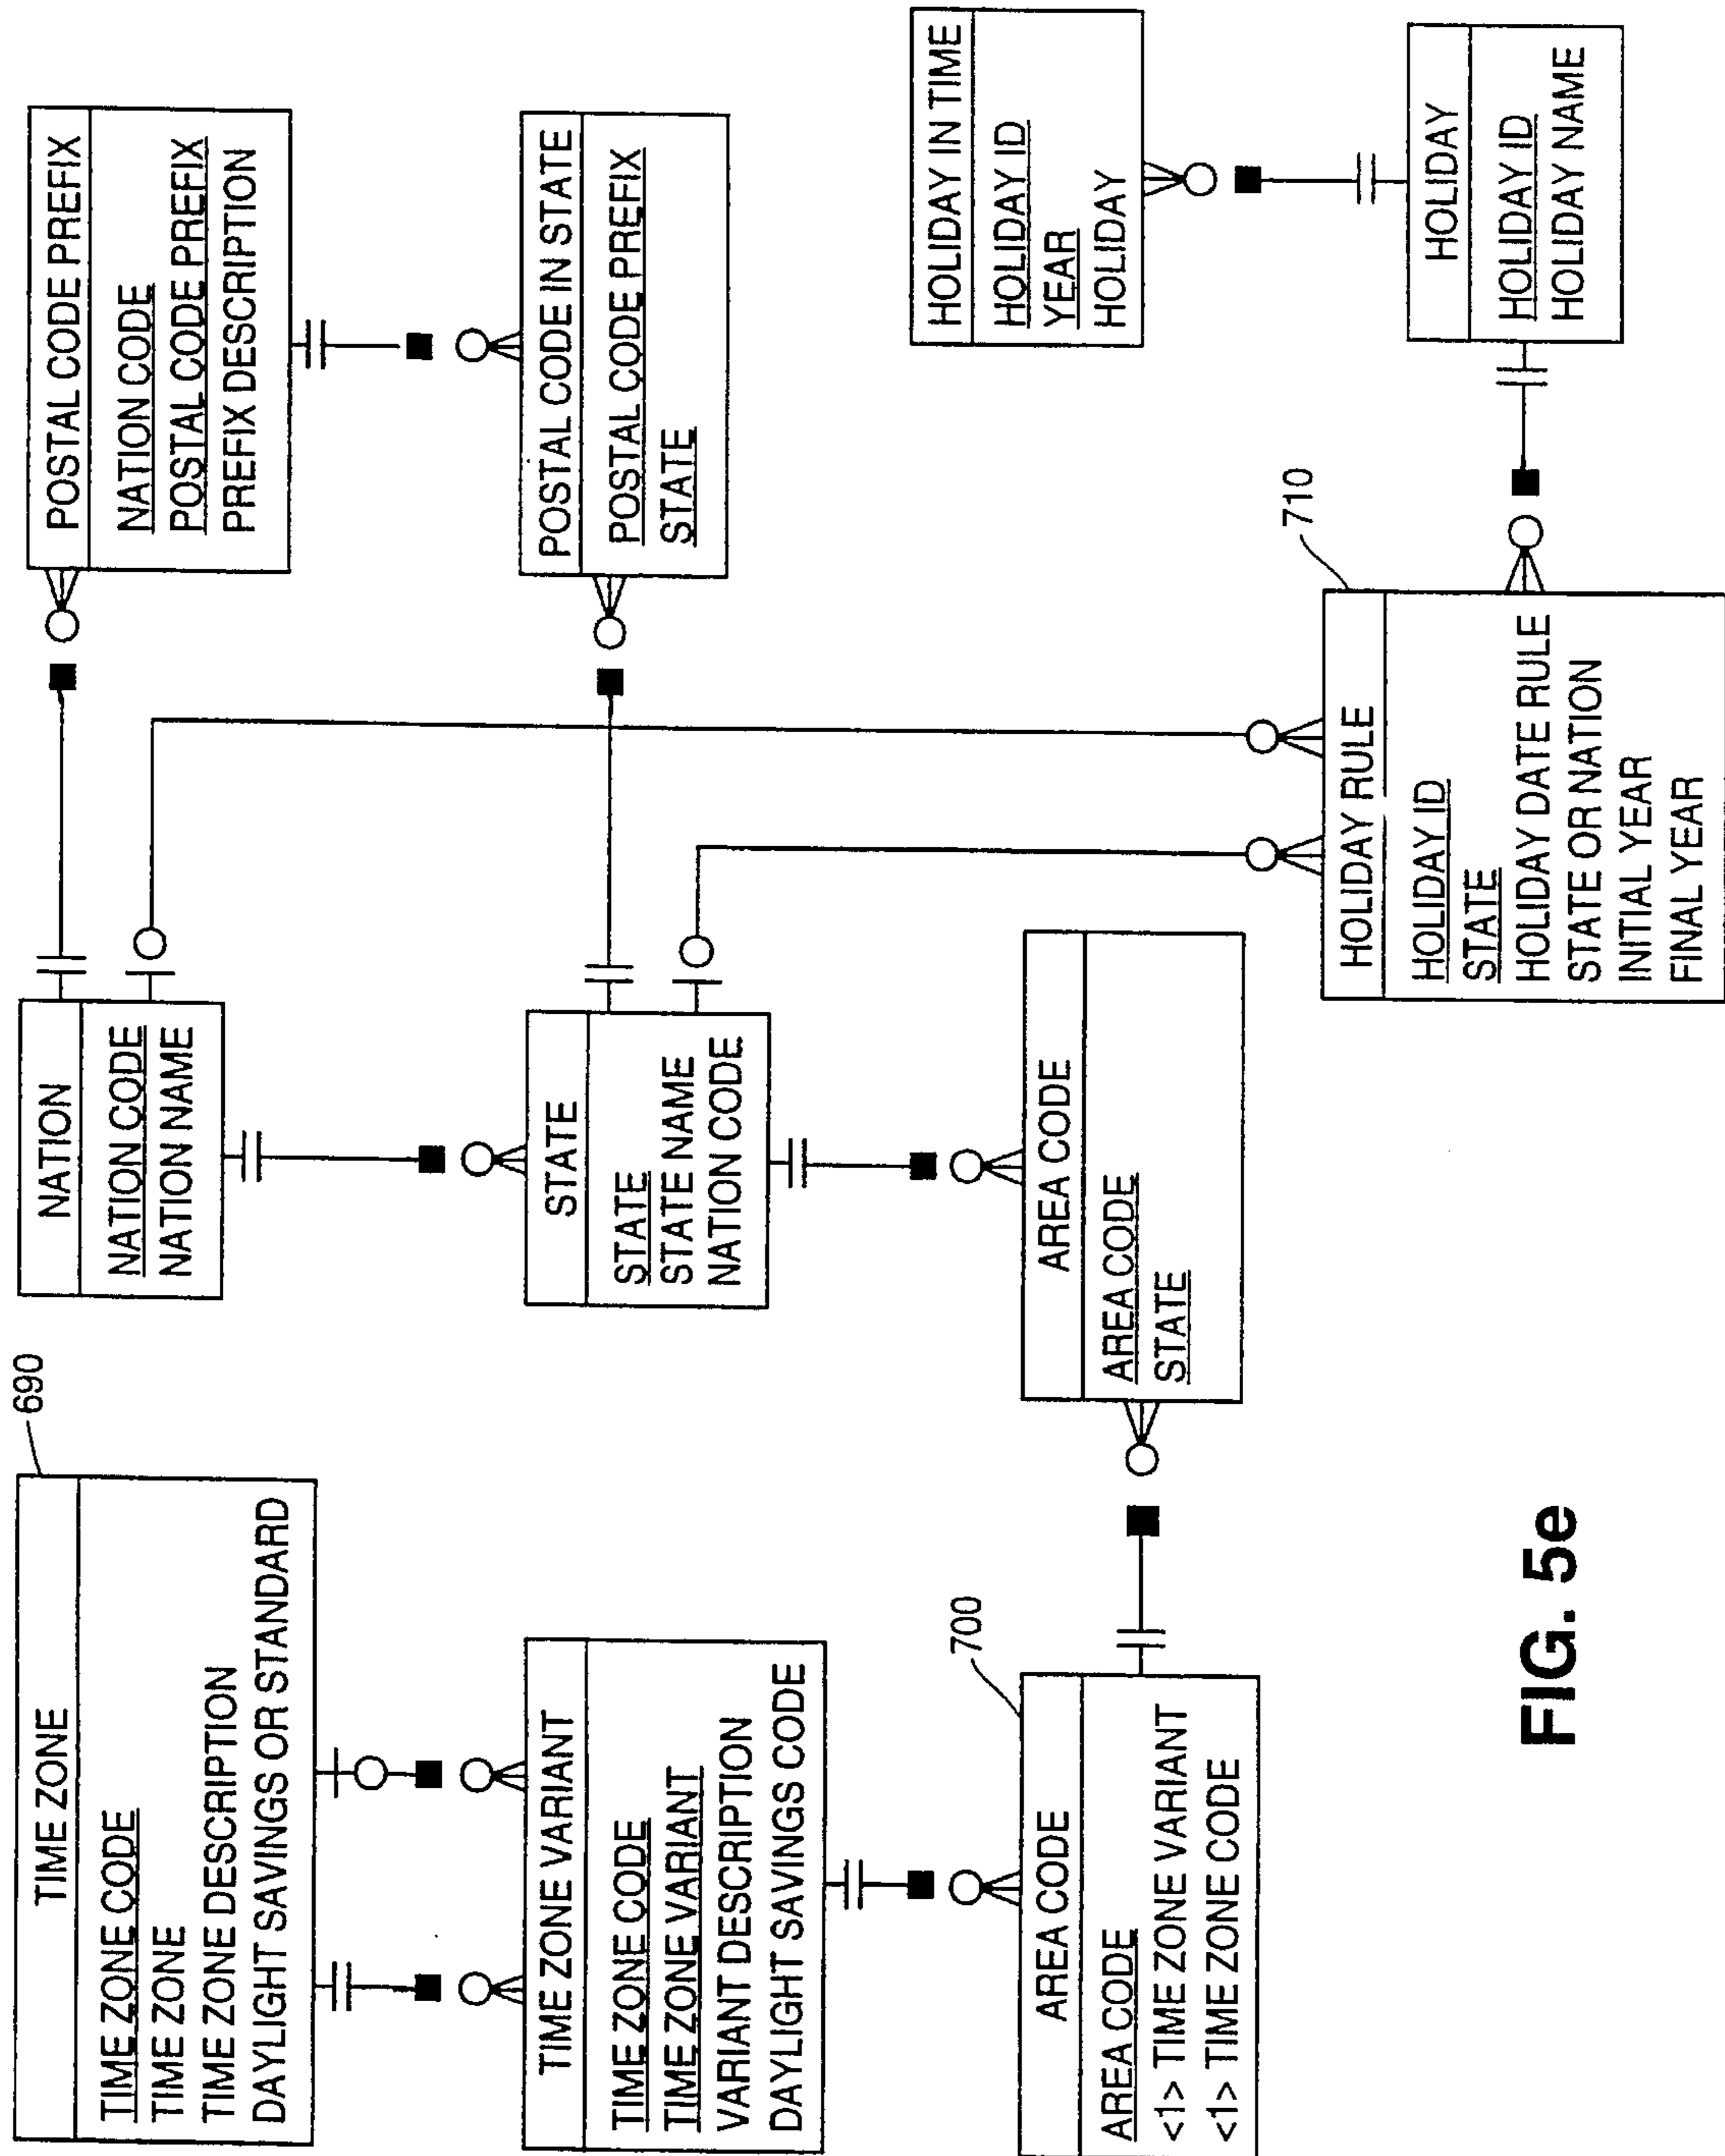 690
TIME ZONE
TIME ZONE CODE
TIME ZONE
TIME ZONE DESCRIPTION
DAYLIGHT SAVINGS OR STANDARD
NATION
NATION CODE
NATION NAME
POSTAL CODE PREFIX
NATION CODE
POSTAL CODE PREFIX
PREFIX DESCRIPTION
TIME ZONE VARIANT
TIME ZONE CODE
TIME ZONE VARIANT
VARIANT DESCRIPTION
DAYLIGHT SAVINGS CODE
STATE
STATE
STATE NAME
NATION CODE
POSTAL CODE IN STATE
POSTAL CODE PREFIX
STATE
700
AREA CODE
AREA CODE
<1> TIME ZONE VARIANT
<1> TIME ZONE CODE
AREA CODE
AREA CODE
STATE
HOLIDAY IN TIME
HOLIDAY ID
YEAR
HOLIDAY
710
HOLIDAY RULE
HOLIDAY ID
STATE
HOLIDAY DATE RULE
STATE OR NATION
INITIAL YEAR
FINAL YEAR
HOLIDAY
HOLIDAY ID
HOLIDAY NAME
FIG. 5e